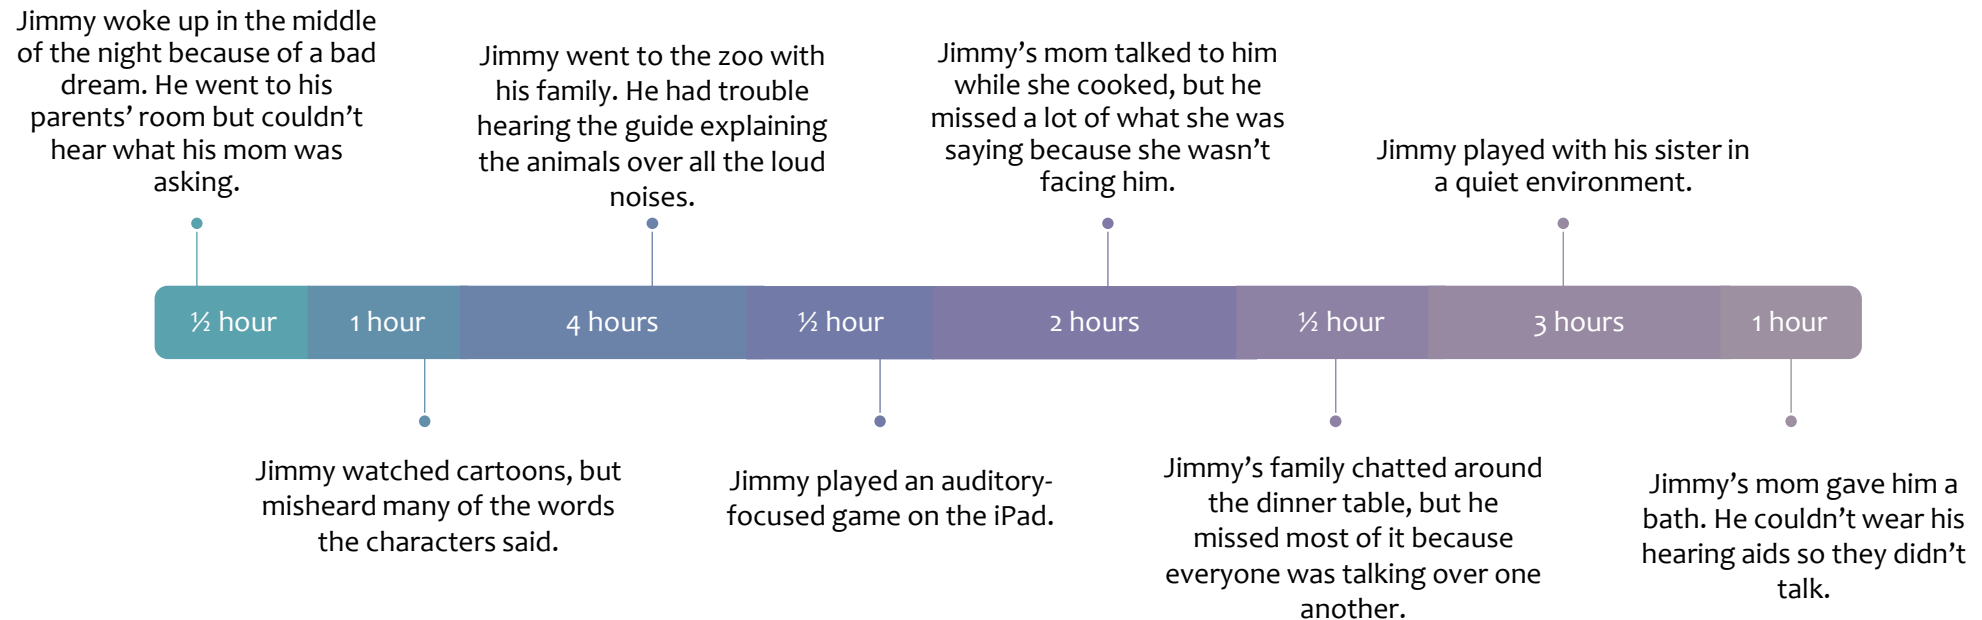 Jimmy woke up in the middle
of the night because of a bad
dream. He went to his
parents’ room but couldn’t
hear what his mom was
asking.
Jimmy went to the zoo with
his family. He had trouble
hearing the guide explaining
the animals over all the loud
noises.
Jimmy’s mom talked to him
while she cooked, but he
missed a lot of what she was
saying because she wasn’t
facing him.
Jimmy played with his sister in
a quiet environment.
½ hour
1 hour
4 hours
½ hour
2 hours
½ hour
3 hours
1 hour
Jimmy watched cartoons, but
misheard many of the words
the characters said.
Jimmy played an auditory-
focused game on the iPad.
Jimmy’s family chatted around
the dinner table, but he
missed most of it because
everyone was talking over one
another.
Jimmy’s mom gave him a
bath. He couldn’t wear his
hearing aids so they didn’t
talk.